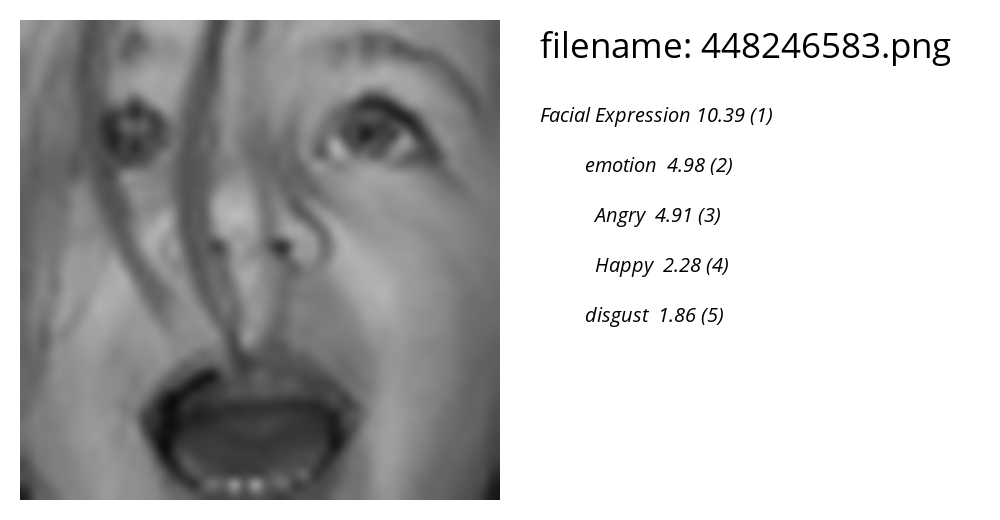 filename: 448246583.png
Facial Expression 10.39 (1)
emotion 4.98 (2)
Angry 4.91 (3)
Happy 2.28 (4)
disgust 1.86 (5)